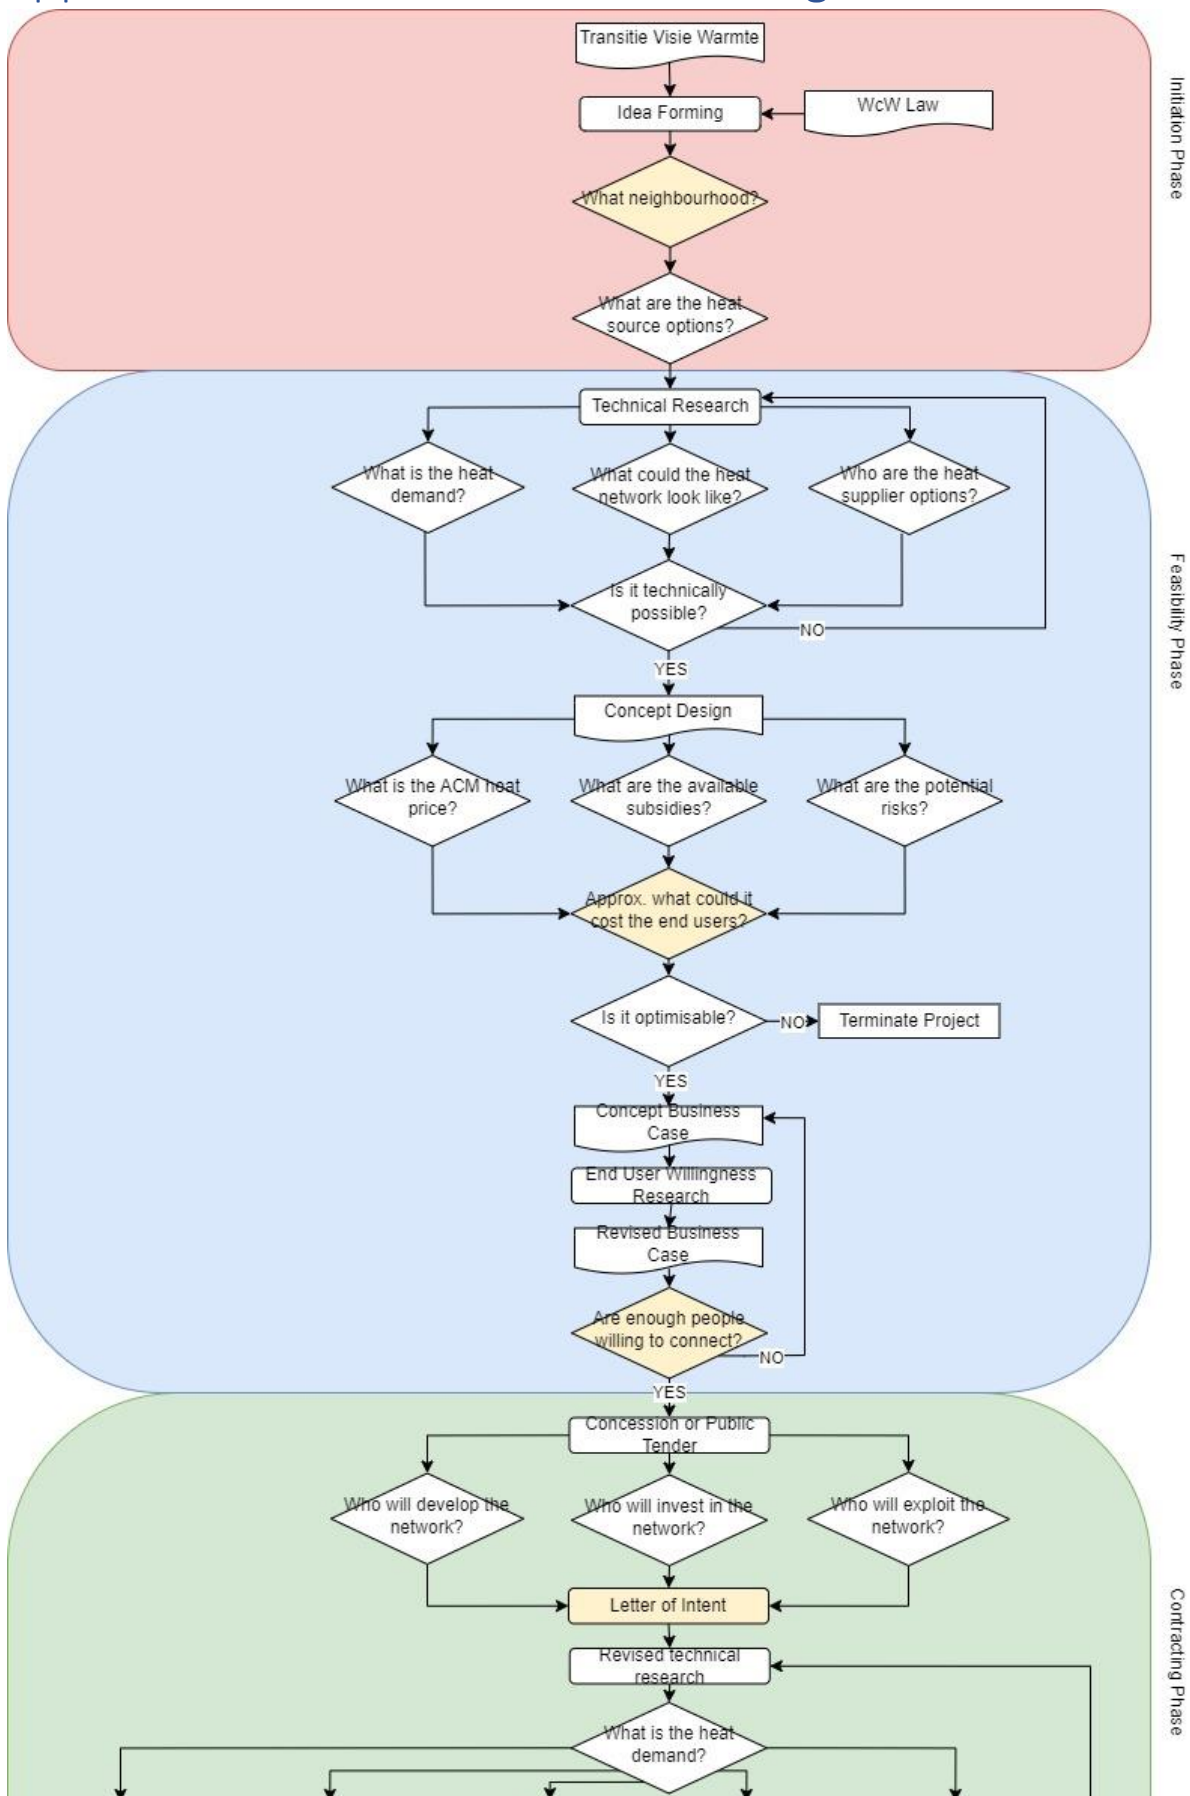 Transitie Visie Warmte
Idea Forming
WcW Law
What neighbourhood?
What are the heat
source options?
Initiation Phase
Technical Research
What is the heat
demand?
What could the heat
network look like?
Who are the heat
supplier options?
Is it technically
possible?
NO
YES
Feasibility Phase
Concept Design
What is the ACM heat
price?
What are the available
subsidies?
What are the potential
risks?
Approx. what could it
cost the end users?
Is it optimisable?
NO
Terminate Project
YES
Concept Business
Case
End User Willingness
Research
Revised Business
Case
Are enough people
willing to connect?
NO
YES
Concession or Public
Tender
Who will develop the
network?
Who will invest in the
network?
Who will exploit the
network?
Letter of Intent
Revised technical
research
What is the heat
demand?
Contracting Phase